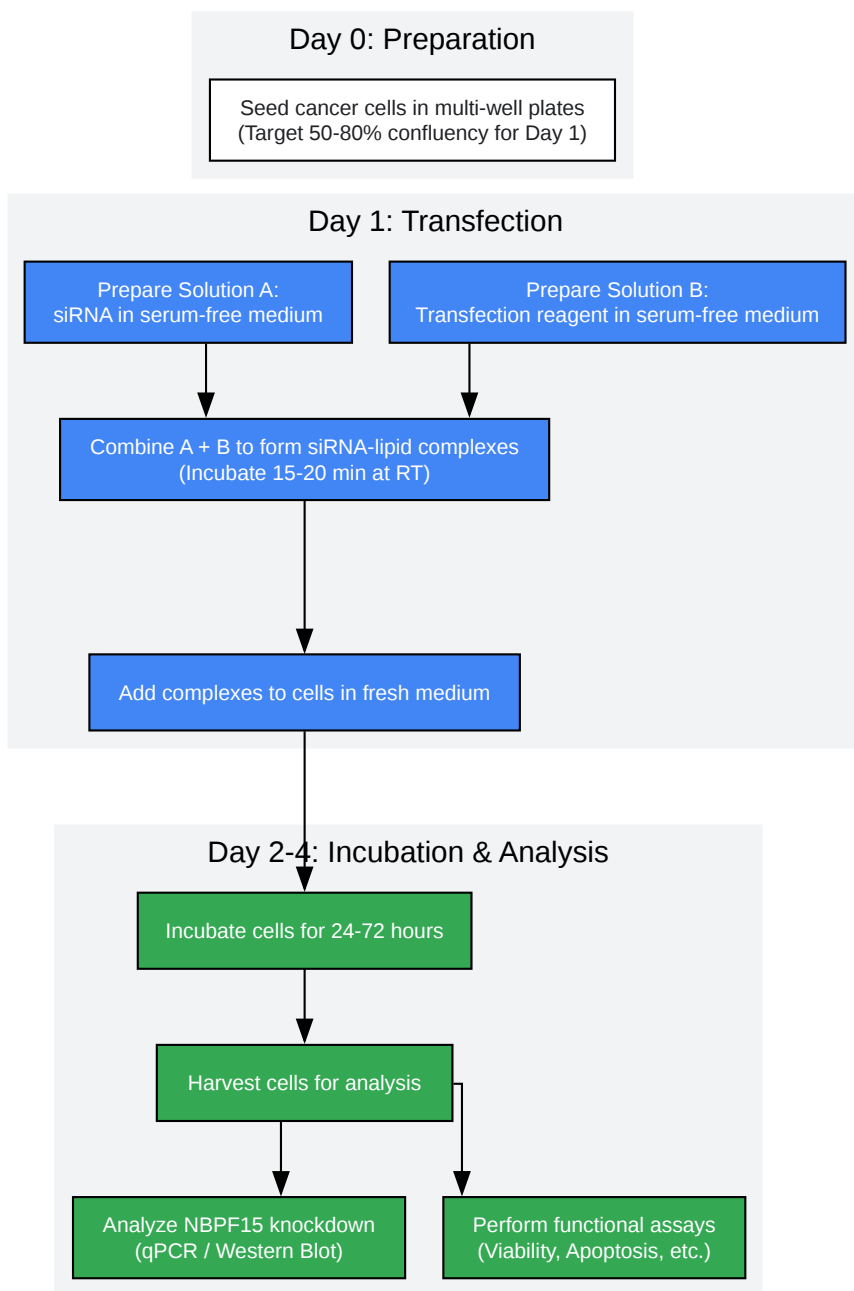 Day 0: Preparation
Seed cancer cells in multi-well plates
(Target 50-80% confluency for Day 1)
Day 1: Transfection
Prepare Solution A:
siRNA in serum-free medium
Prepare Solution B:
Transfection reagent in serum-free medium
Combine A + B to form siRNA-lipid complexes
(Incubate 15-20 min at RT)
Add complexes to cells in fresh medium
Day 2-4: Incubation & Analysis
Incubate cells for 24-72 hours
Harvest cells for analysis
Analyze NBPF15 knockdown
(qPCR / Western Blot)
Perform functional assays
(Viability, Apoptosis, etc.)